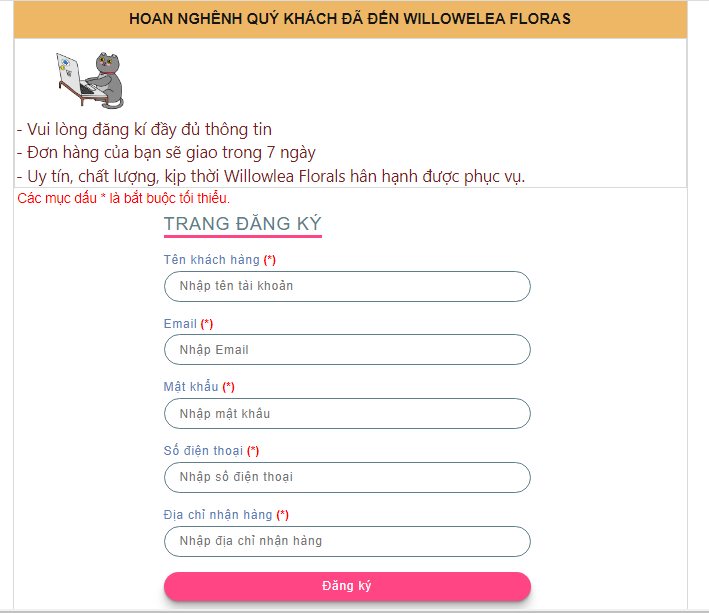 HOAN NGHÊNH QUÝ KHÁCH ĐÃ ĐẾN WILLOWELEA FLORAS
- Vui lòng đăng kí đầy đủ thông tin
- Đơn hàng của bạn sẽ giao trong 7 ngày
- Uy tín, chất lượng, kịp thời Willowlea Florals hân hạnh được phục vụ.
Các mục dấu * là bắt buộc tối thiểu.
TRANG ĐĂNG KÝ
Tên khách hàng (*)
Nhập tên tài khoản
Email (*)
Nhập Email
Mật khẩu (*)
Nhập mật khẩu
Số điện thoại (*)
Nhập số điện thoại
Địa chỉ nhận hàng (*)
Nhập địa chỉ nhận hàng
Đăng ký